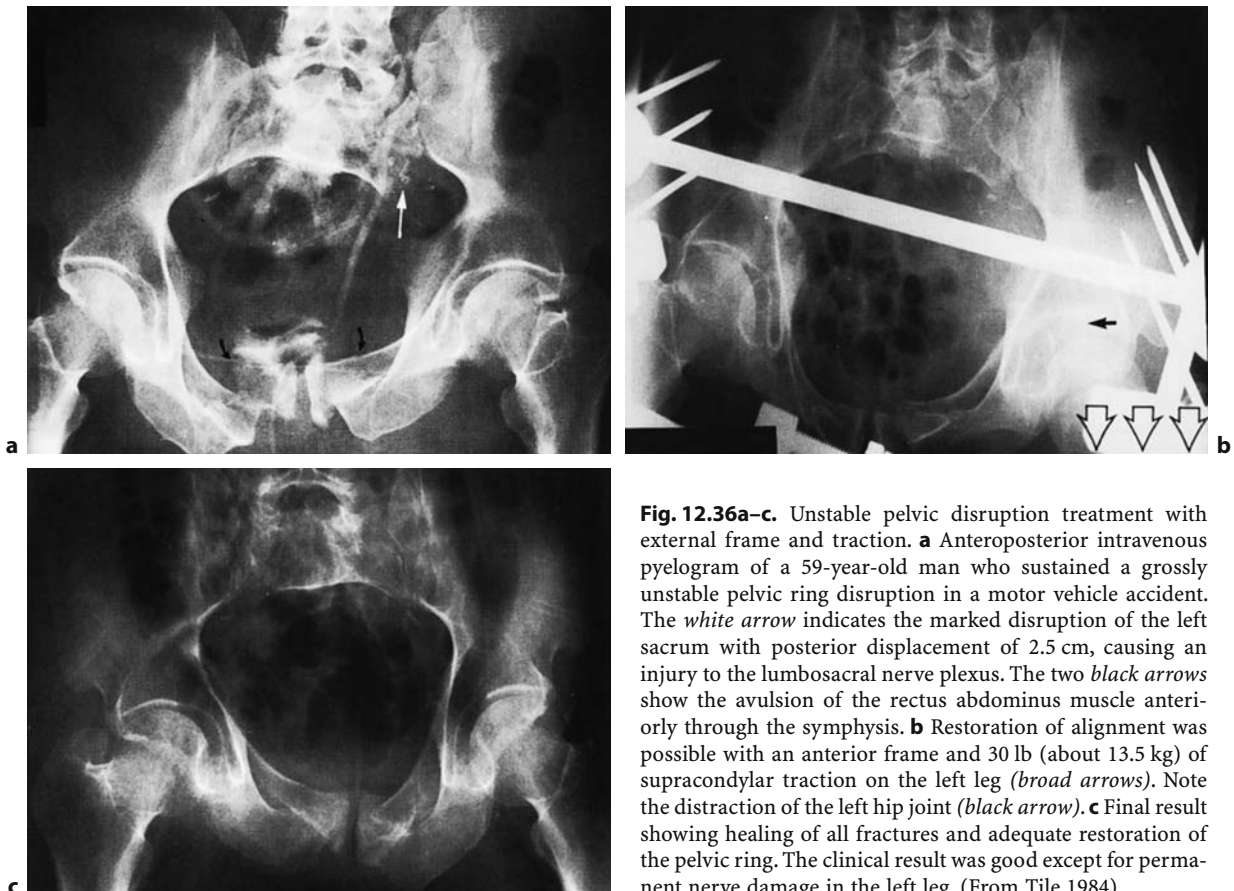 a
b
c
Fig. 12.36a–c. Unstable pelvic disruption treatment with
external frame and traction. a Anteroposterior intravenous
pyelogram of a 59-year-old man who sustained a grossly
unstable pelvic ring disruption in a motor vehicle accident.
The white arrow indicates the marked disruption of the left
sacrum with posterior displacement of 2.5 cm, causing an
injury to the lumbosacral nerve plexus. The two black arrows
show the avulsion of the rectus abdominus muscle anteri-
orly through the symphysis. b Restoration of alignment was
possible with an anterior frame and 30 lb (about 13.5 kg) of
supracondylar traction on the left leg (broad arrows). Note
the distraction of the left hip joint (black arrow). c Final result
showing healing of all fractures and adequate restoration of
the pelvic ring. The clinical result was good except for perma-
nent nerve damage in the left leg. (From Tile 1984)